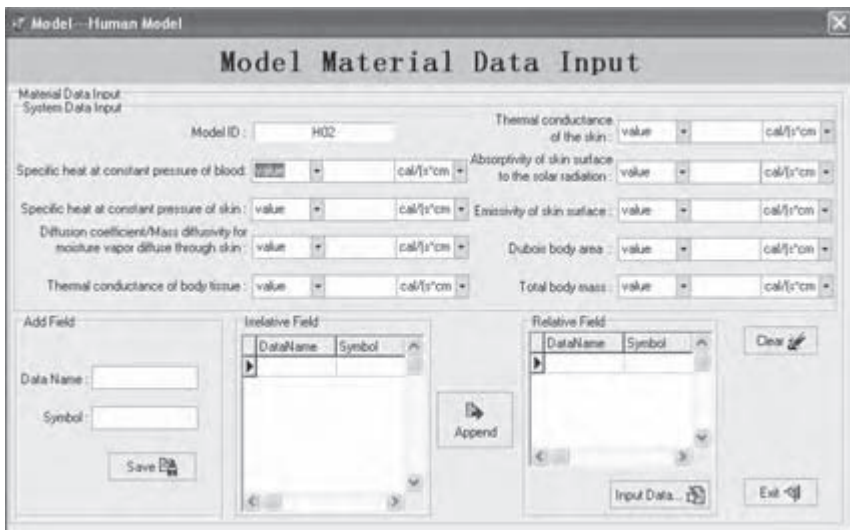 Model---Human Model
Model Material Data Input
Material Data Input
System Data Input
Model ID : H02
Specific heat at constant pressure of blood: value cal/[s*cm
Specific heat at constant pressure of skin : value cal/[s*cm
Diffusion coefficient/Mass diffusivity for
moisture vapor diffuse through skin : value cal/[s*cm
Thermal conductance of body tissue : value cal/[s*cm
Thermal conductance
of the skin : value cal/[s*cm
Absorptivity of skin surface
to the solar radiation : value cal/[s*cm
Emissivity of skin surface : value cal/[s*cm
Dubois body area : value cal/[s*cm
Total body mass : value cal/[s*cm
Add Field
Data Name :
Symbol :
Save
Irrelative Field
DataName Symbol
Append
Relative Field
DataName Symbol
Input Data...
Clear
Exit